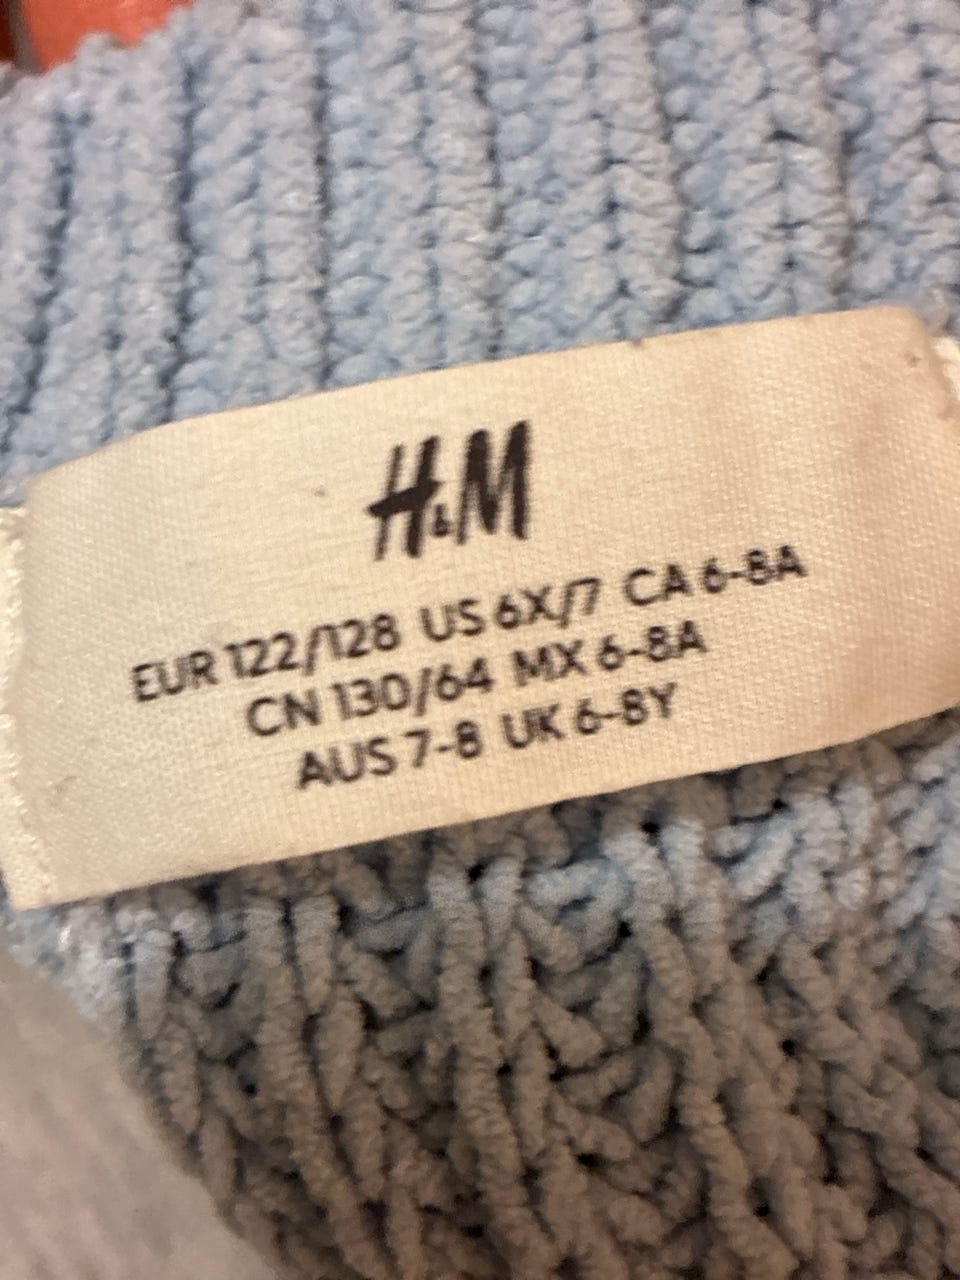 H&M
EUR 122/128 US 6X/7 CA 6-8A
CN 130/64 MX 6-8A
AUS 7-8 UK 6-8Y